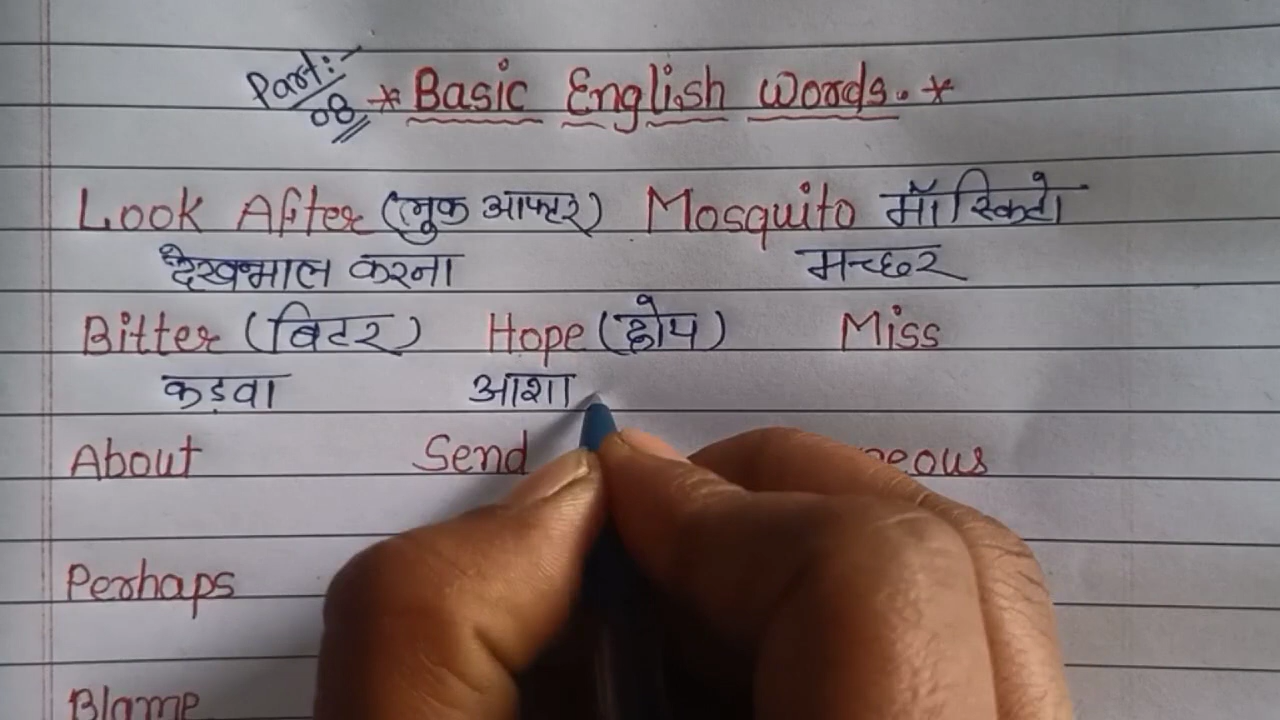 Part:- 08
* Basic English Words. *
Look After (लुक आफ्टर) Mosquito मॉस्किटो
देखभाल करना मच्छर
Bitter (बिटर) Hope (होप) Miss
कड़वा आशा
About Send
Perhaps
Blame